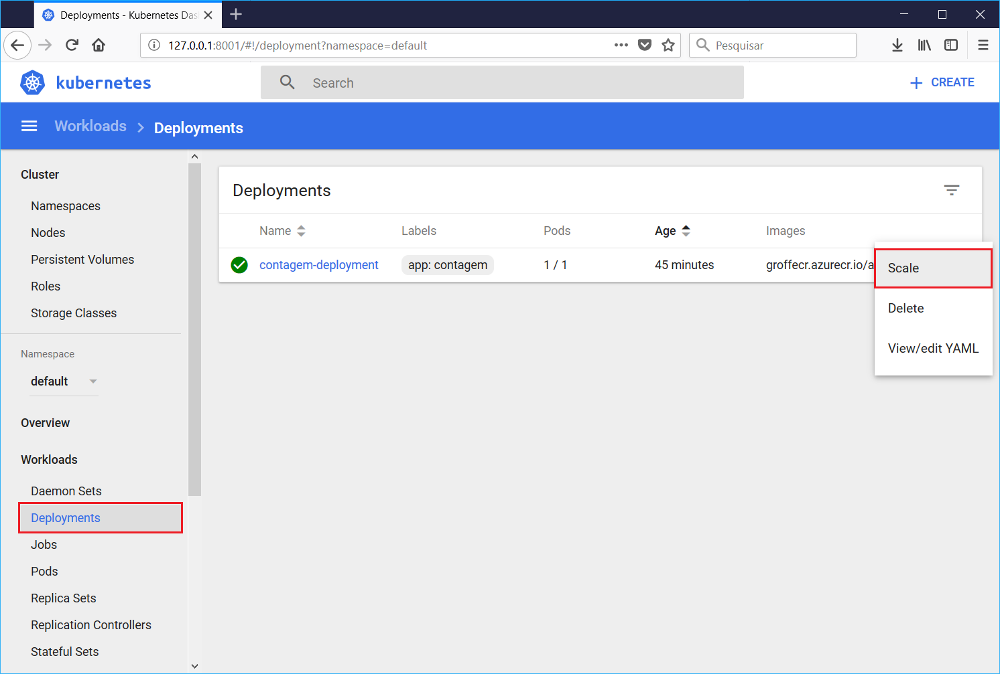 Deployments - Kubernetes Das
127.0.0.1:8001/#!/deployment?namespace=default
Pesquisar
kubernetes
Search
CREATE
Workloads
Deployments
Cluster
Namespaces
Nodes
Persistent Volumes
Roles
Storage Classes
Namespace
default
Overview
Workloads
Daemon Sets
Deployments
Jobs
Pods
Replica Sets
Replication Controllers
Stateful Sets
Deployments
Name Labels Pods Age Images
contagem-deployment app: contagem 1 / 1 45 minutes groffecr.azurecr.io/a
Scale
Delete
View/edit YAML